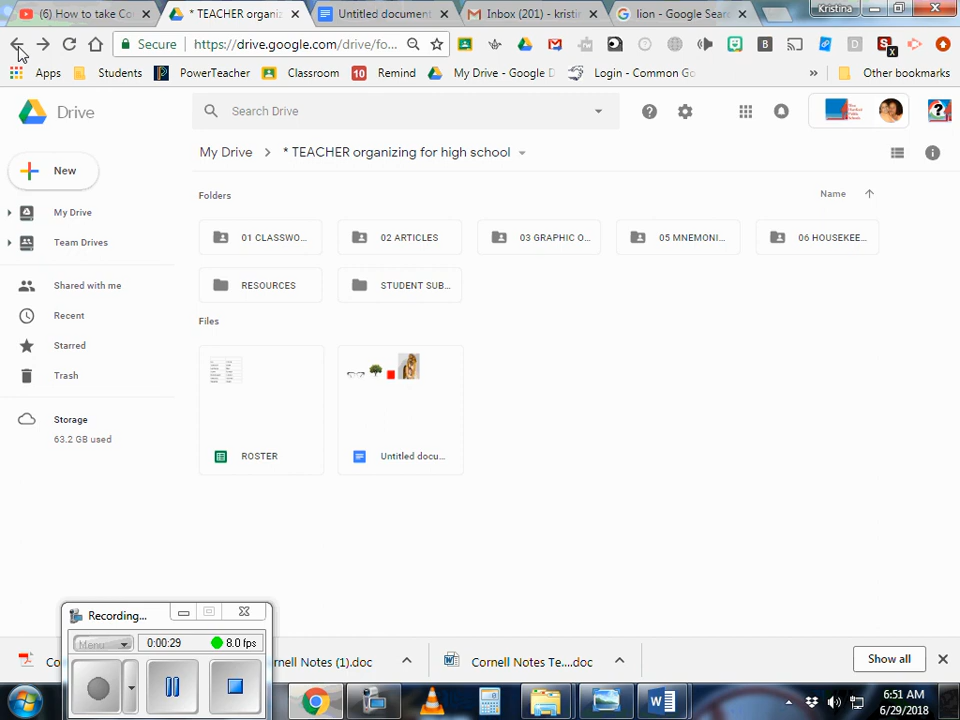 (6) How to take Co
* TEACHER organiz
Untitled document
Inbox (201) - kristin
lion - Google Sear
Kristina
Secure
https://drive.google.com/drive/fo...
Apps
Students
PowerTeacher
Classroom
10
Remind
My Drive - Google D
Login - Common Go
»
Other bookmarks
Drive
Search Drive
New
My Drive > * TEACHER organizing for high school
Folders
Name
01 CLASSWO...
02 ARTICLES
03 GRAPHIC O...
05 MNEMONI...
06 HOUSEKEE...
RESOURCES
STUDENT SUB...
My Drive
Team Drives
Shared with me
Recent
Starred
Trash
Storage
63.2 GB used
Files
ROSTER
Untitled docu...
Recording...
Menu
0:00:29
8.0 fps
Co
rnell Notes (1).doc
Cornell Notes Te....doc
Show all
6:51 AM
6/29/2018